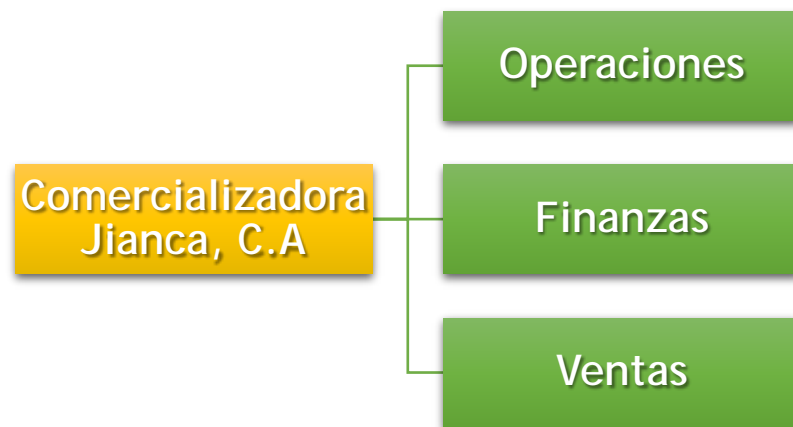 Operaciones
Comercializadora
Jianca, C.A
Finanzas
Ventas